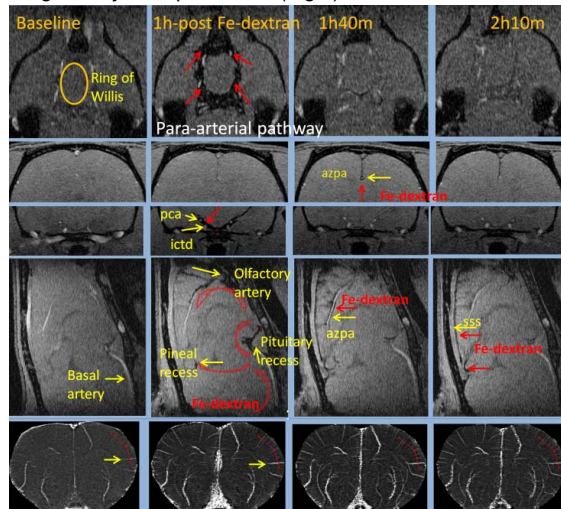 Baseline
1h-post Fe-dextran
1h40m
2h10m
Ring of
Willis
Para-arterial pathway
azpa
Fe-dextran
pca
ictd
Olfactory
artery
Fe-dextran
azpa
sss
Pituitary
recess
Pineal
recess
Fe-dextran
Basal
artery
Fe-dextran